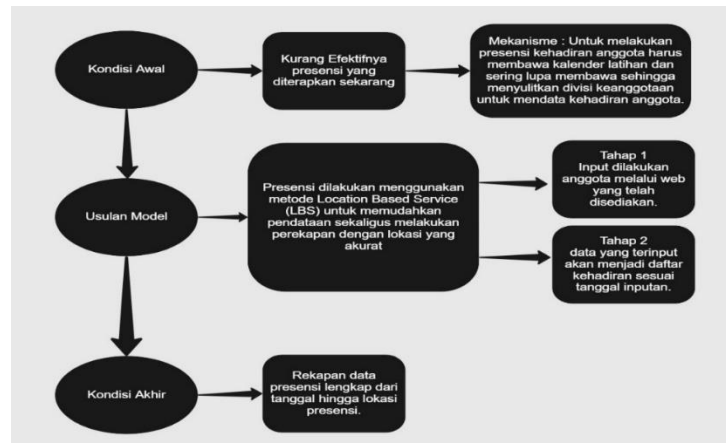 Kondisi Awal
Kurang Efektifnya
presensi yang
diterapkan sekarang
Mekanisme : Untuk melakukan
presensi kehadiran anggota harus
membawa kalender latihan dan
sering lupa membawa sehingga
menyulitkan divisi keanggotaan
untuk mendata kehadiran anggota.
Usulan Model
Presensi dilakukan menggunakan
metode Location Based Service
(LBS) untuk memudahkan
pendataan sekaligus melakukan
perekapan dengan lokasi yang
akurat
Tahap 1
Input dilakukan
anggota melalui web
yang telah
disediakan.
Tahap 2
data yang terinput
akan menjadi daftar
kehadiran sesuai
tanggal inputan.
Kondisi Akhir
Rekapan data
presensi lengkap dari
tanggal hingga lokasi
presensi.